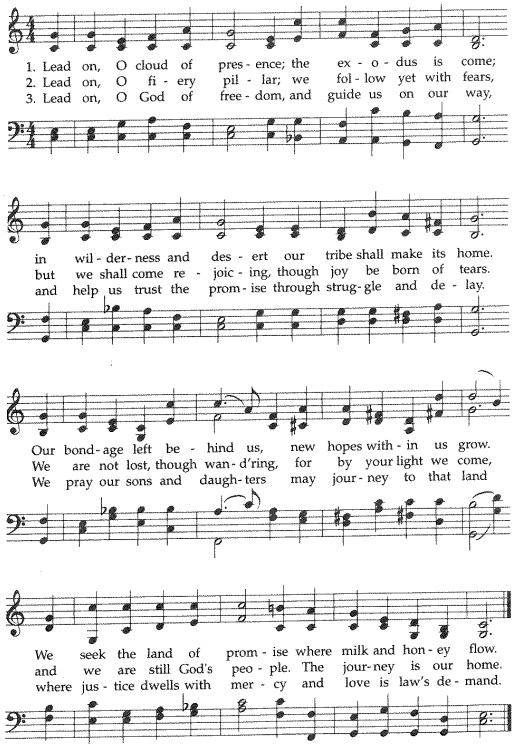 1. Lead on, O cloud of pres - ence; the ex - o - dus is come;
2. Lead on, O fi - ery pil - lar; we fol - low yet with fears,
3. Lead on, O God of free - dom, and guide us on our way,
in wil - der - ness and des - ert our tribe shall make its home.
but we shall come re - joic - ing, though joy be born of tears.
and help us trust the prom - ise through strug - gle and de - lay.
Our bond - age left be - hind us, new hopes with - in us grow.
We are not lost, though wan - d'ring, for by your light we come,
We pray our sons and daugh - ters may jour - ney to that land
We seek the land of prom - ise where milk and hon - ey flow.
and we are still God's peo - ple. The jour - ney is our home.
where jus - tice dwells with mer - cy and love is law's de - mand.